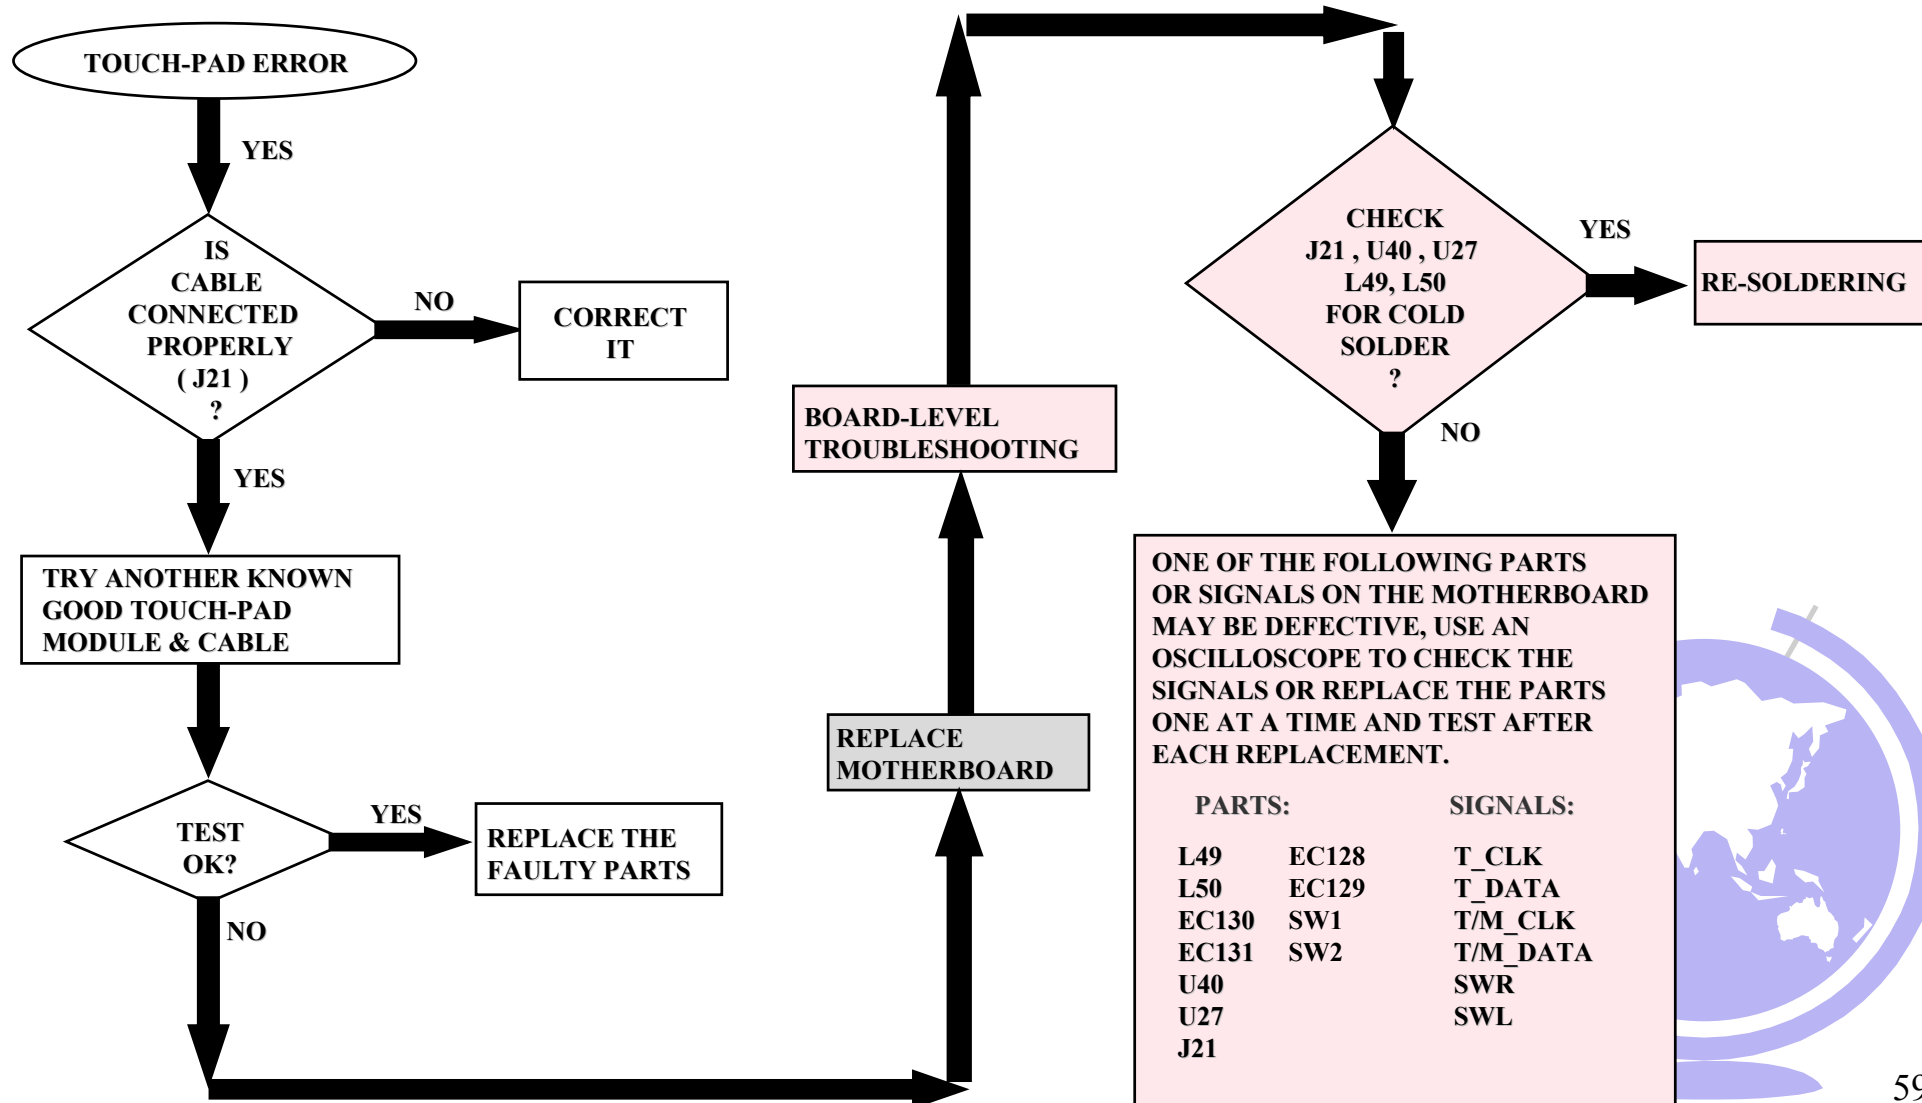 TOUCH-PAD ERROR
YES
IS
CABLE
CONNECTED
PROPERLY
( J21 )
?
NO
CORRECT
IT
YES
TRY ANOTHER KNOWN
GOOD TOUCH-PAD
MODULE & CABLE
TEST
OK?
YES
REPLACE THE
FAULTY PARTS
NO
REPLACE
MOTHERBOARD
BOARD-LEVEL
TROUBLESHOOTING
CHECK
J21 , U40 , U27
L49, L50
FOR COLD
SOLDER
?
YES
RE-SOLDERING
NO
ONE OF THE FOLLOWING PARTS
OR SIGNALS ON THE MOTHERBOARD
MAY BE DEFECTIVE, USE AN
OSCILLOSCOPE TO CHECK THE
SIGNALS OR REPLACE THE PARTS
ONE AT A TIME AND TEST AFTER
EACH REPLACEMENT.
PARTS: SIGNALS:
L49 EC128 T_CLK
L50 EC129 T_DATA
EC130 SW1 T/M_CLK
EC131 SW2 T/M_DATA
U40 SWR
U27 SWL
J21
59